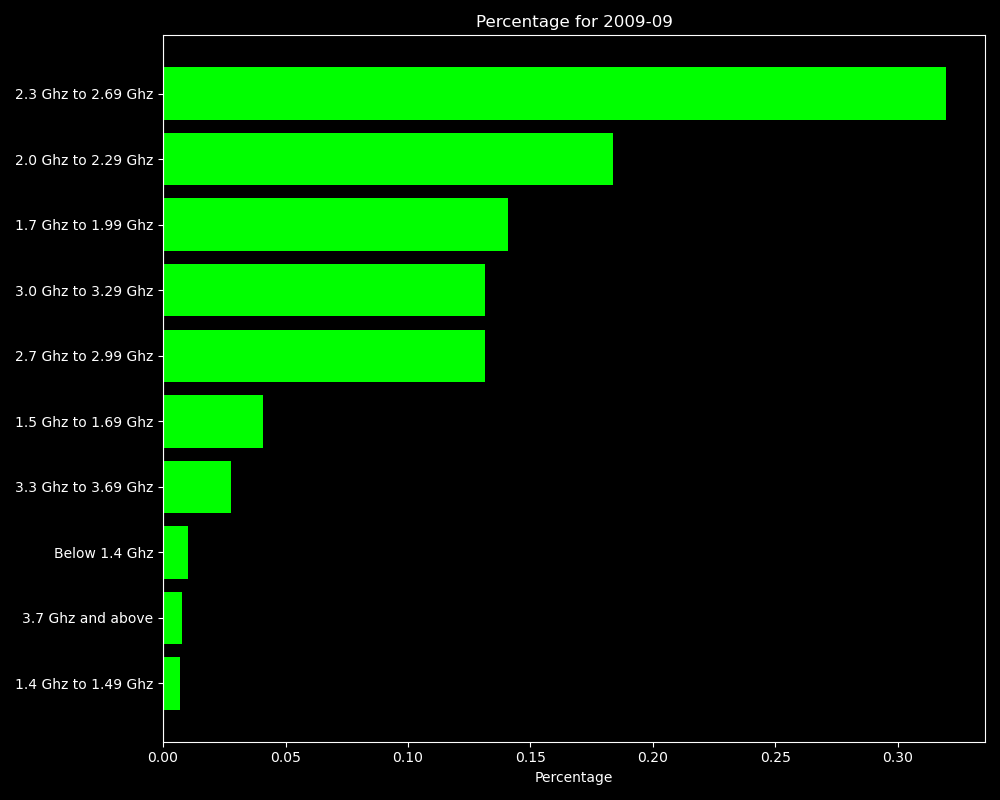 Percentage for 2009-09
2.3 Ghz to 2.69 Ghz
2.0 Ghz to 2.29 Ghz
1.7 Ghz to 1.99 Ghz
3.0 Ghz to 3.29 Ghz
2.7 Ghz to 2.99 Ghz
1.5 Ghz to 1.69 Ghz
3.3 Ghz to 3.69 Ghz
Below 1.4 Ghz
3.7 Ghz and above
1.4 Ghz to 1.49 Ghz
0.00 0.05 0.10 0.15 0.20 0.25 0.30
Percentage